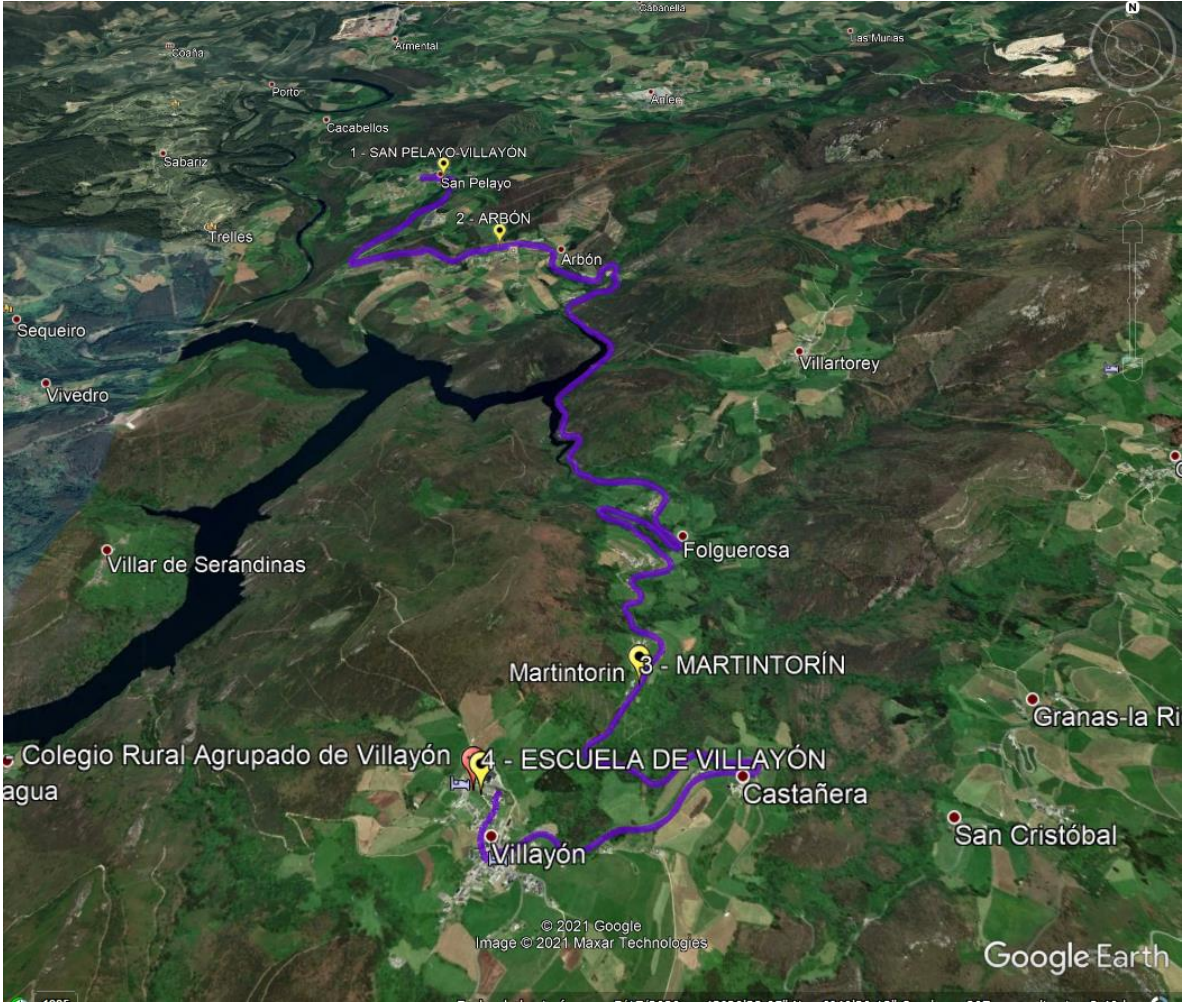 Cabanella
N
Las Murias
Armental
Coaña
Porto
Cacabellos
1 - SAN PELAYO-VILLAYÓN
Sabariz
San Pelayo
2 - ARBÓN
Trelles
Arbón
Sequeiro
Villartorey
Vivedro
Folguerosa
Villar de Serandinas
Martintorin
3 - MARTINTORÍN
Granas-la Ri
Colegio Rural Agrupado de Villayón
4 - ESCUELA DE VILLAYÓN
agua
Castañera
San Cristóbal
Villayón
© 2021 Google
Image © 2021 Maxar Technologies
Google Earth